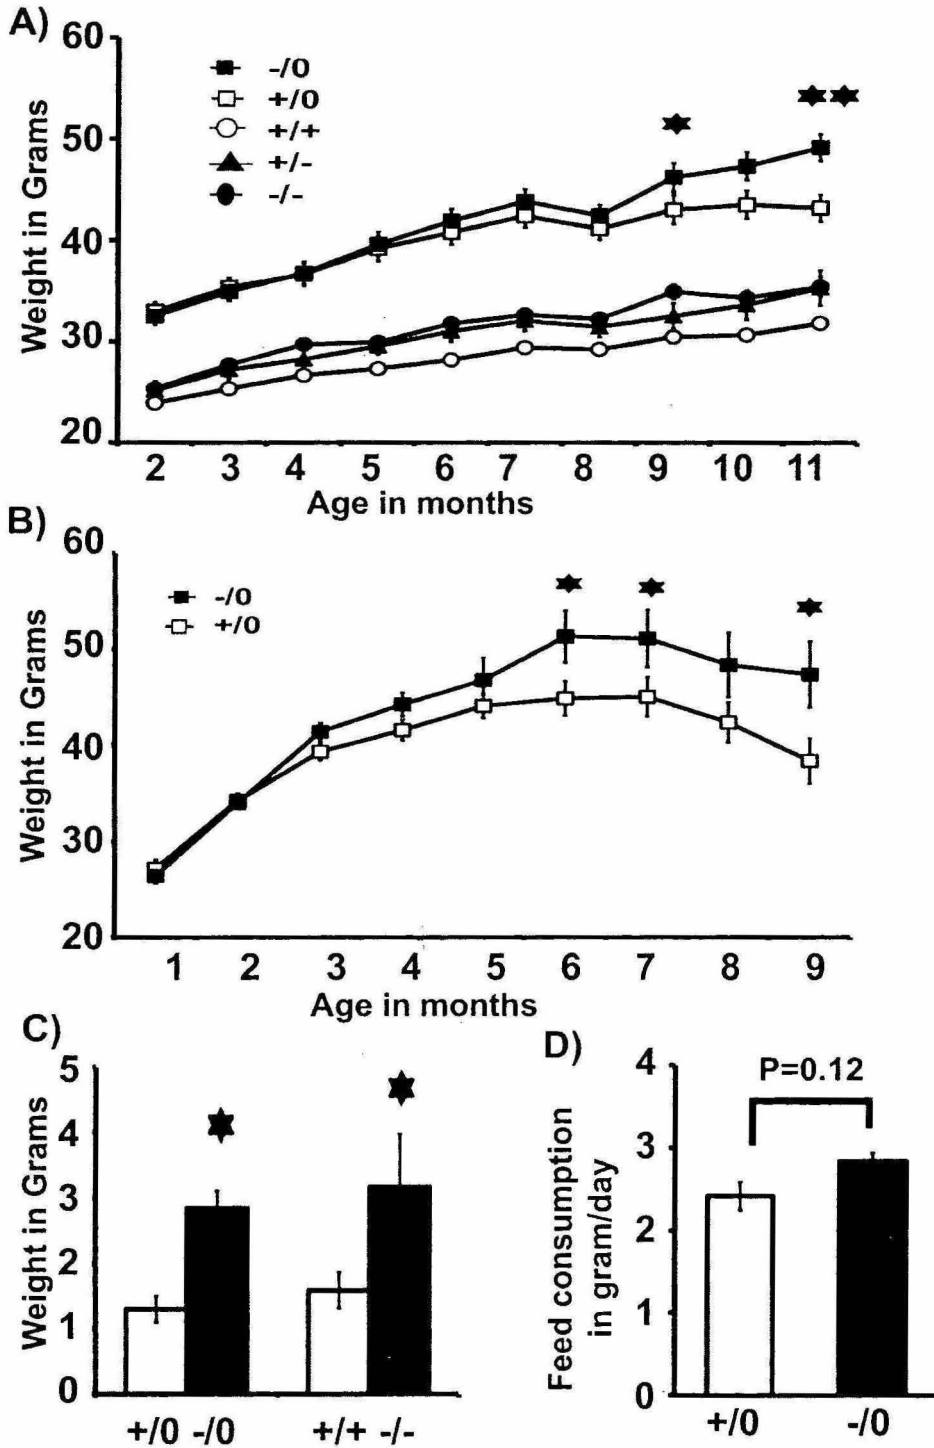 A)
60
50
40
30
20
Weight in Grams
-/0
+/0
+/+
+/-
-/-
2 3 4 5 6 7 8 9 10 11
Age in months
B)
60
50
40
30
20
Weight in Grams
-/0
+/0
1 2 3 4 5 6 7 8 9
Age in months
C)
5
4
3
2
1
0
Weight in Grams
+/0 -/0 +/+ -/-
D)
4
3
2
1
0
Feed consumption
in gram/day
P=0.12
+/0 -/0